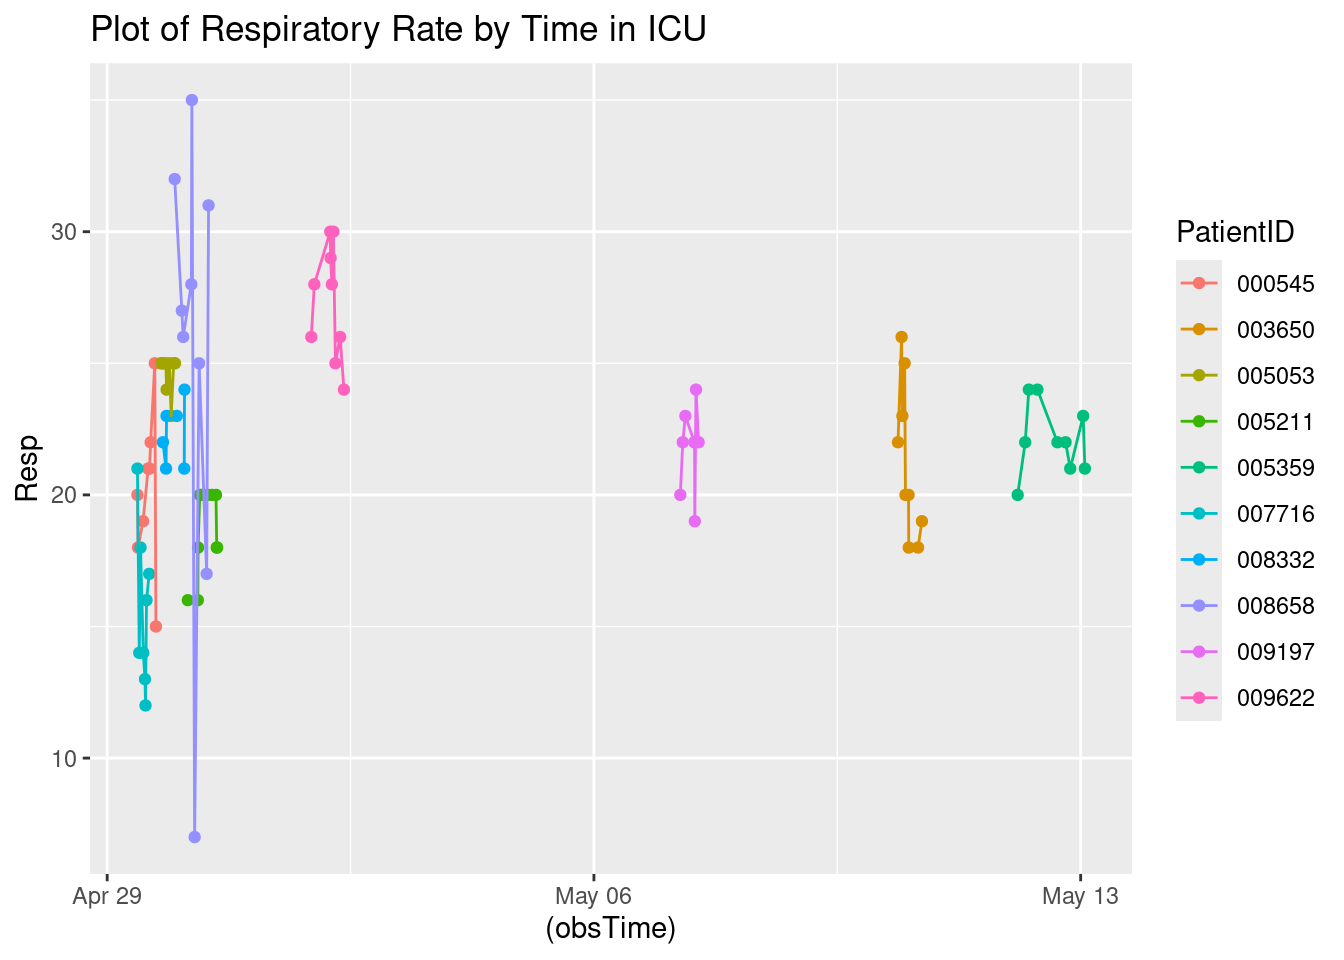 Plot of Respiratory Rate by Time in ICU
30
20
10
Resp
Apr 29
May 06
May 13
(obsTime)
PatientID
000545
003650
005053
005211
005359
007716
008332
008658
009197
009622